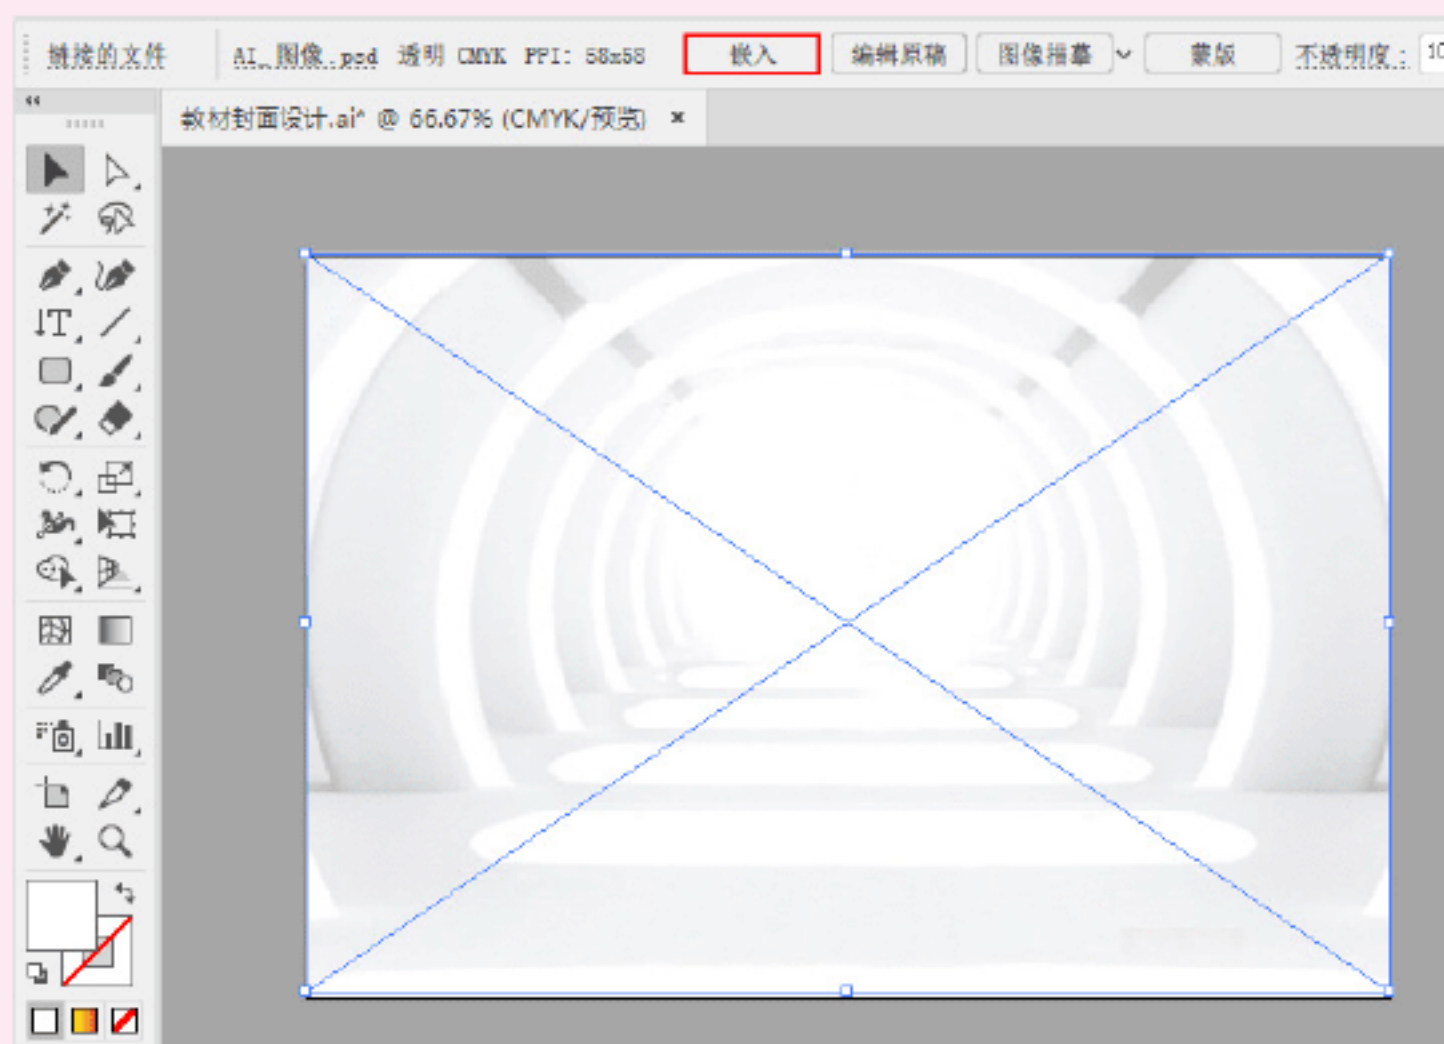 链接的文件 AI_图像.psd 透明 CMYK PPI: 58x58 嵌入 编辑原稿 图像描摹 蒙版 不透明度: 10
教材封面设计.ai* @ 66.67% (CMYK/预览) ×